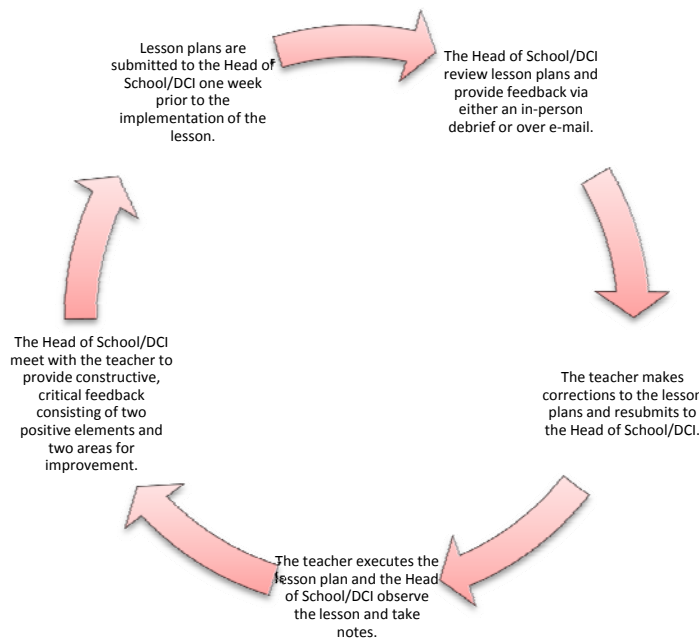 Lesson plans are
submitted to the Head of
School/DCI one week
prior to the
implementation of the
lesson.
The Head of School/DCI
review lesson plans and
provide feedback via
either an in-person
debrief or over e-mail.
The teacher makes
corrections to the lesson
plans and resubmits to
the Head of School/DCI.
The teacher executes the
lesson plan and the Head
of School/DCI observe
the lesson and take
notes.
The Head of School/DCI
meet with the teacher to
provide constructive,
critical feedback
consisting of two
positive elements and
two areas for
improvement.